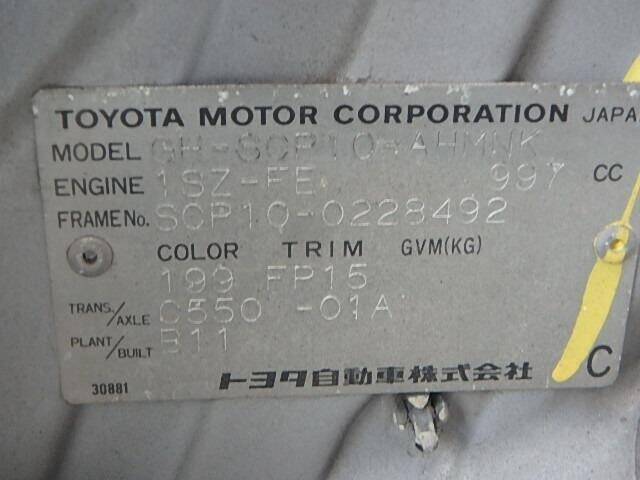 TOYOTA MOTOR CORPORATION JAPAN
MODEL GH-SCP10-AHMNK
ENGINE 1SZ-FE 997 CC
FRAME No. SCP10-0228492
COLOR TRIM GVM(KG)
199 FP15
TRANS./AXLE C550 -01A
PLANT/BUILT B11
30881 トヨタ自動車株式会社 C